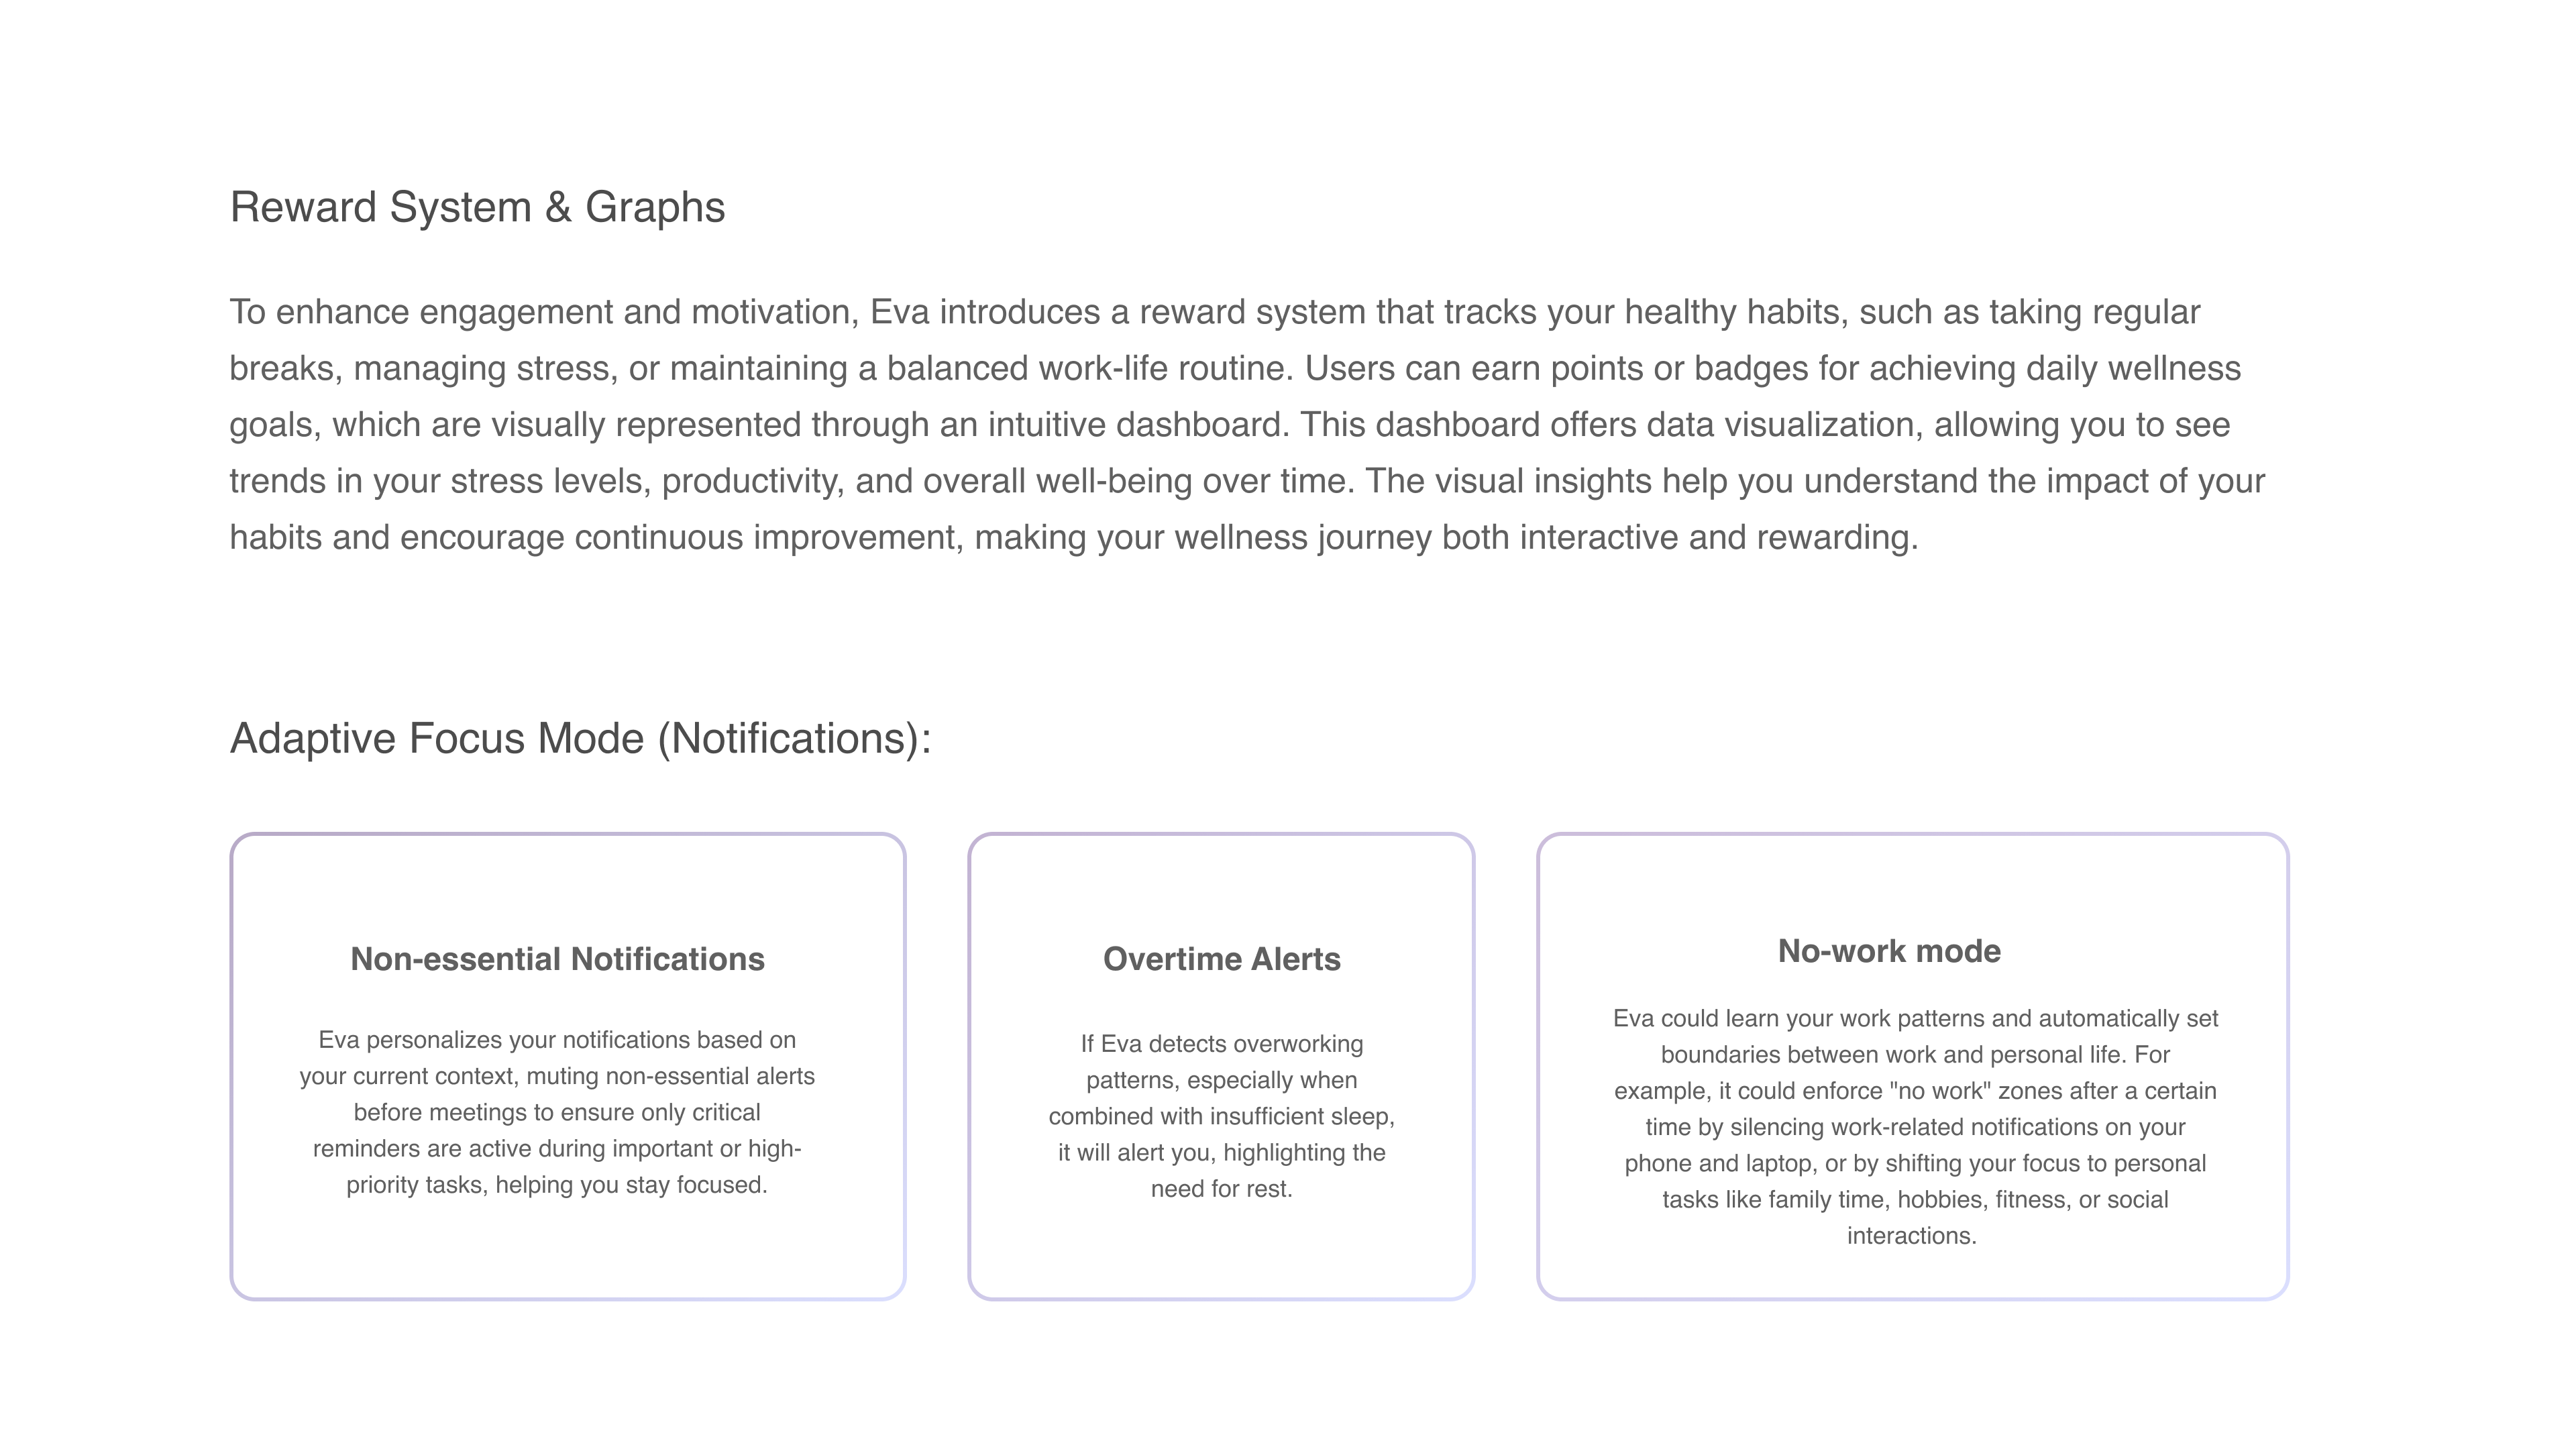 Reward System & Graphs
To enhance engagement and motivation, Eva introduces a reward system that tracks your healthy habits, such as taking regular
breaks, managing stress, or maintaining a balanced work-life routine. Users can earn points or badges for achieving daily wellness
goals, which are visually represented through an intuitive dashboard. This dashboard offers data visualization, allowing you to see
trends in your stress levels, productivity, and overall well-being over time. The visual insights help you understand the impact of your
habits and encourage continuous improvement, making your wellness journey both interactive and rewarding.
Adaptive Focus Mode (Notifications):
Non-essential Notifications
Eva personalizes your notifications based on
your current context, muting non-essential alerts
before meetings to ensure only critical
reminders are active during important or high-
priority tasks, helping you stay focused.
Overtime Alerts
If Eva detects overworking
patterns, especially when
combined with insufficient sleep,
it will alert you, highlighting the
need for rest.
No-work mode
Eva could learn your work patterns and automatically set
boundaries between work and personal life. For
example, it could enforce "no work" zones after a certain
time by silencing work-related notifications on your
phone and laptop, or by shifting your focus to personal
tasks like family time, hobbies, fitness, or social
interactions.